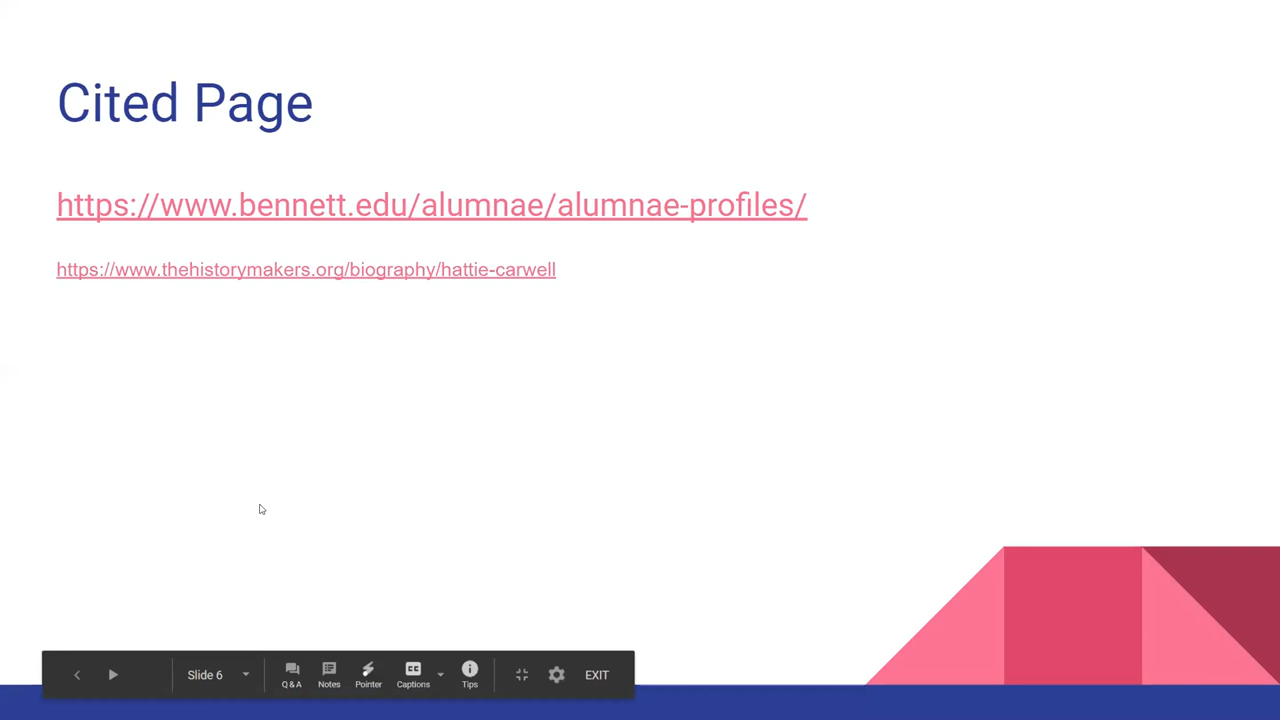 Cited Page
https://www.bennett.edu/alumnae/alumnae-profiles/
https://www.thehistorymakers.org/biography/hattie-carwell
Slide 6
Q & A
Notes
Pointer
CC
Captions
Tips
EXIT